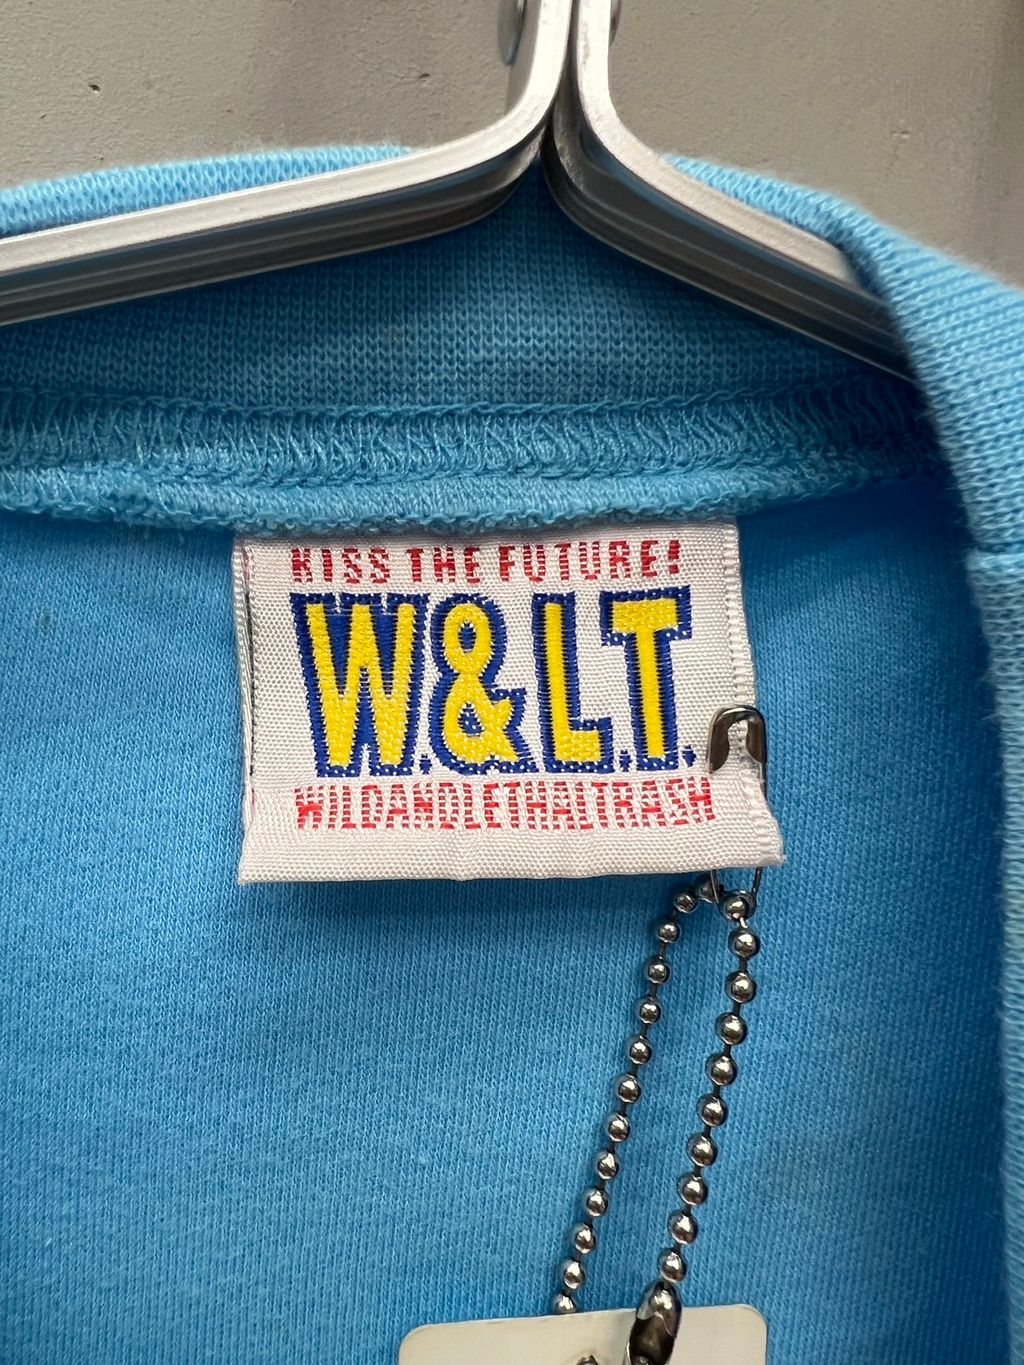 KISS THE FUTURE!
W.&L.T.
WILDANDLETHALTRASH